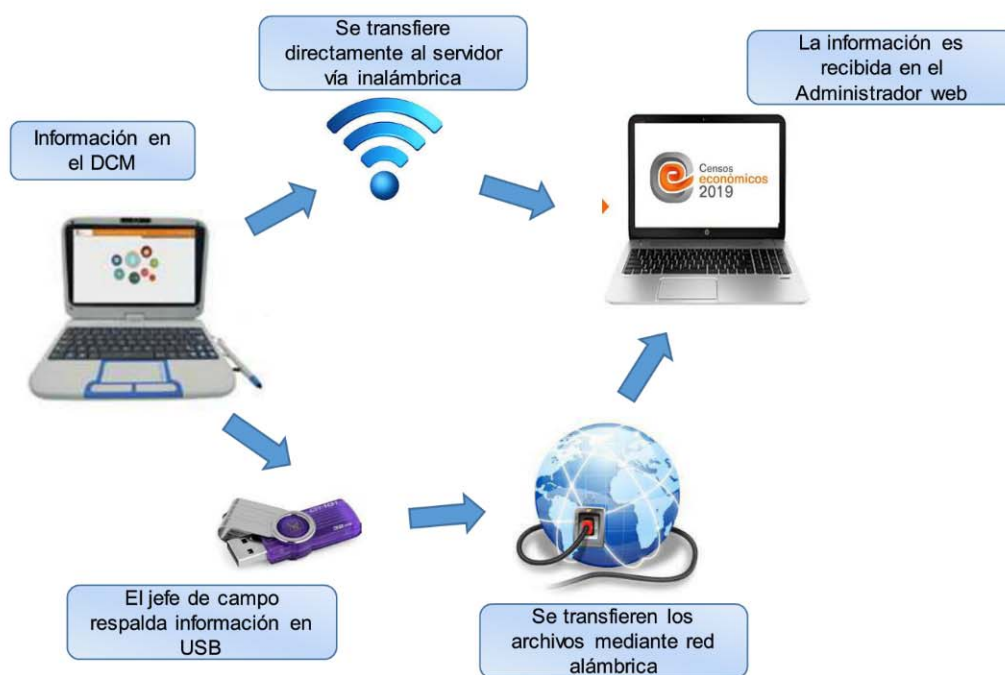 Se transfiere
directamente al servidor
vía inalámbrica
La información es
recibida en el
Administrador web
Información en
el DCM
Censos
económicos
2019
El jefe de campo
respalda información en
USB
Se transfieren los
archivos mediante red
alámbrica